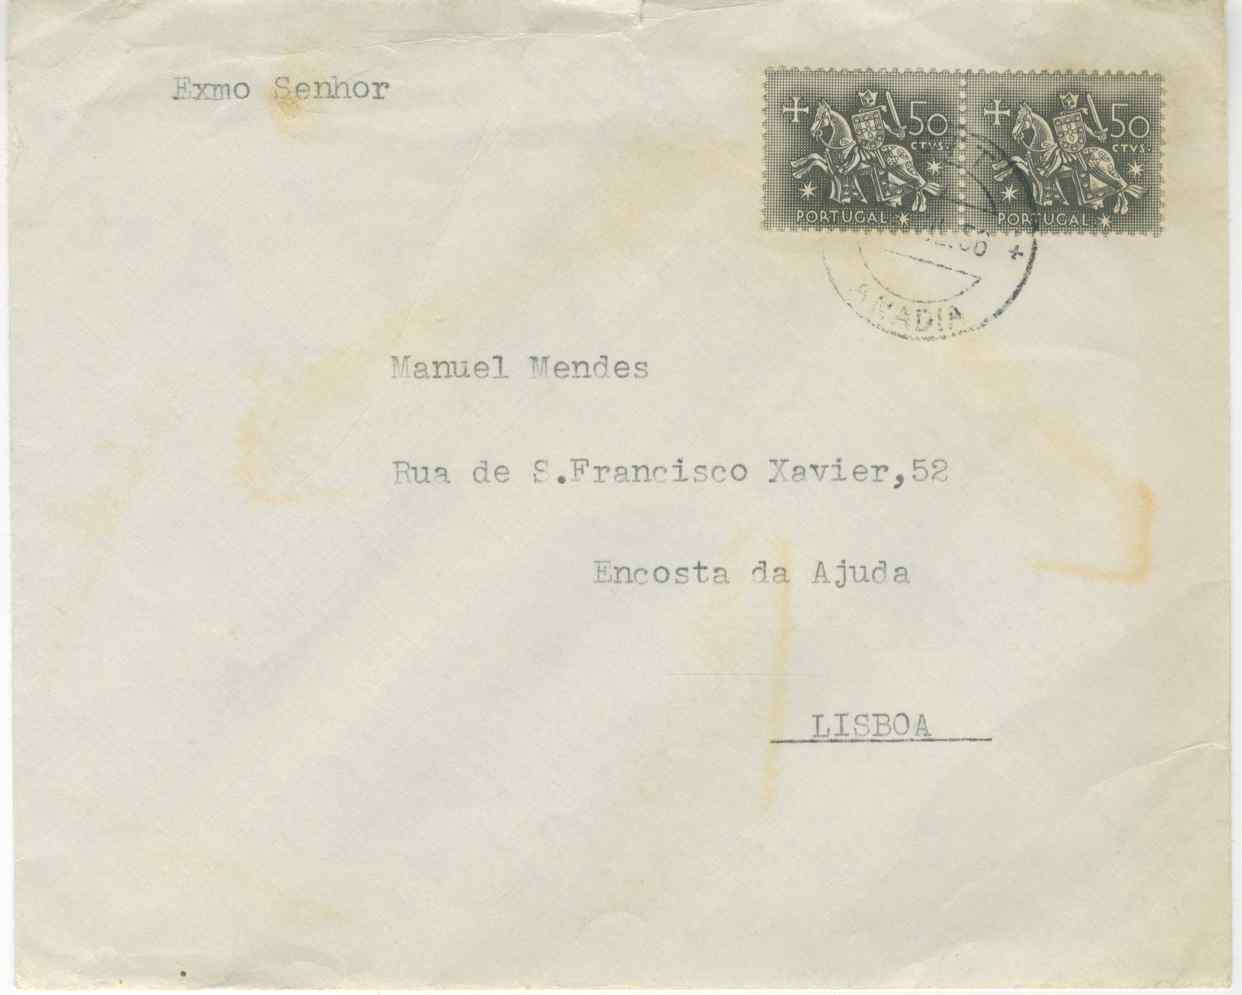 Exmo Senhor
50
CTVS.
PORTUGAL
50
CTVS.
PORTUGAL
ANADIA
Manuel Mendes
Rua de S.Francisco Xavier,52
Encosta da Ajuda
LISBOA